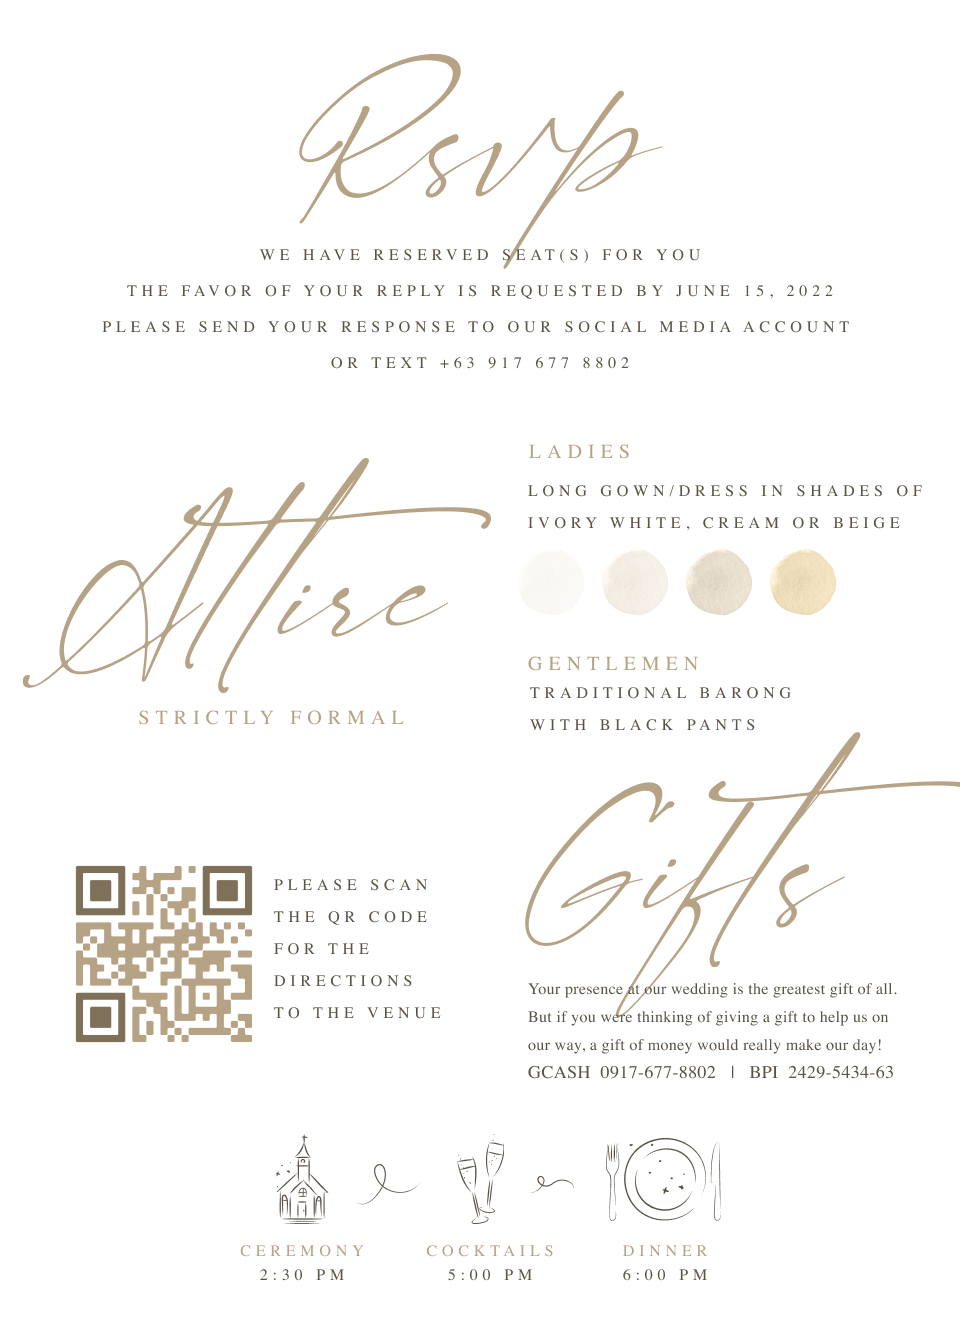 Rsvp
WE HAVE RESERVED SEAT(S) FOR YOU
THE FAVOR OF YOUR REPLY IS REQUESTED BY JUNE 15, 2022
PLEASE SEND YOUR RESPONSE TO OUR SOCIAL MEDIA ACCOUNT
OR TEXT +63 917 677 8802
Attire
STRICTLY FORMAL
LADIES
LONG GOWN/DRESS IN SHADES OF
IVORY WHITE, CREAM OR BEIGE
GENTLEMEN
TRADITIONAL BARONG
WITH BLACK PANTS
PLEASE SCAN
THE QR CODE
FOR THE
DIRECTIONS
TO THE VENUE
Gifts
Your presence at our wedding is the greatest gift of all.
But if you were thinking of giving a gift to help us on
our way, a gift of money would really make our day!
GCASH 0917-677-8802 | BPI 2429-5434-63
CEREMONY
2:30 PM
COCKTAILS
5:00 PM
DINNER
6:00 PM